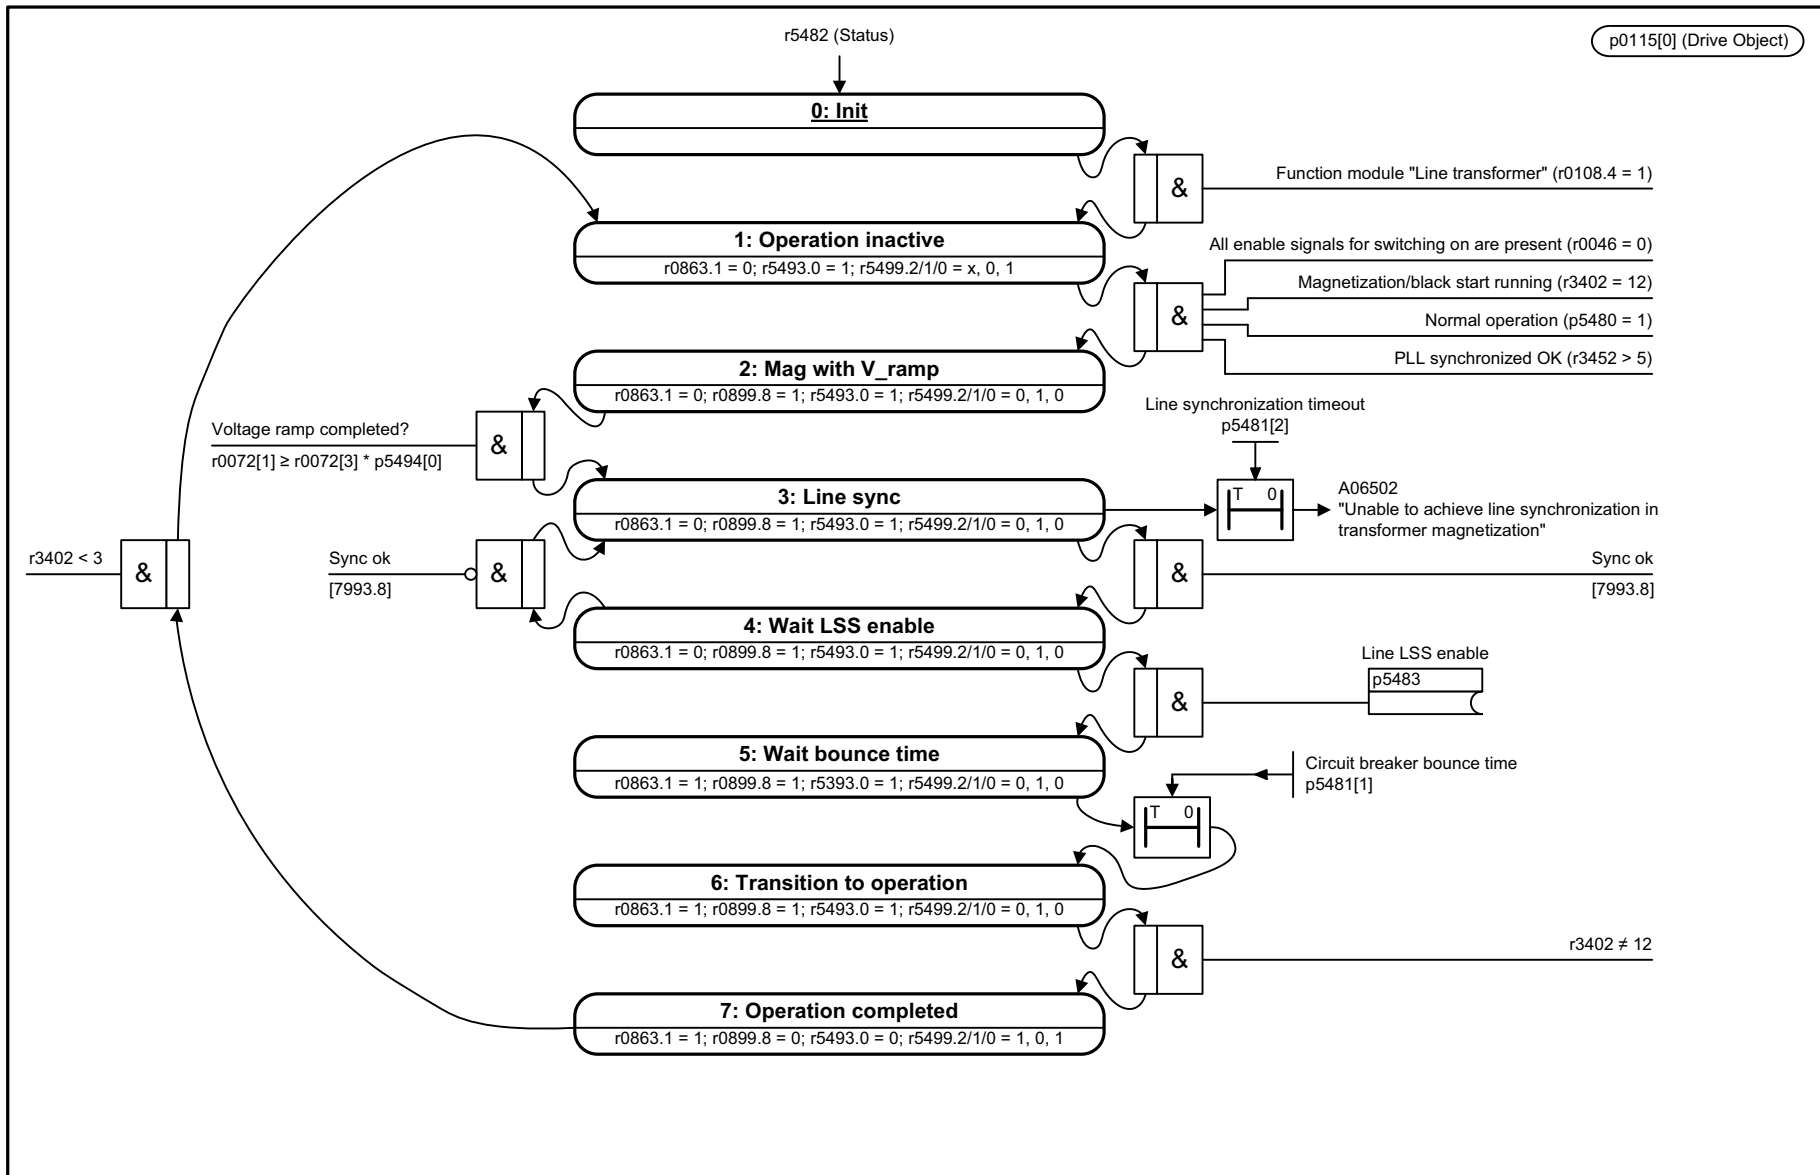 r5482 (Status)
p0115[0] (Drive Object)
0: Init
&
Function module "Line transformer" (r0108.4 = 1)
1: Operation inactive
r0863.1 = 0; r5493.0 = 1; r5499.2/1/0 = x, 0, 1
All enable signals for switching on are present (r0046 = 0)
Magnetization/black start running (r3402 = 12)
&
Normal operation (p5480 = 1)
PLL synchronized OK (r3452 > 5)
2: Mag with V_ramp
r0863.1 = 0; r0899.8 = 1; r5493.0 = 1; r5499.2/1/0 = 0, 1, 0
Voltage ramp completed?
r0072[1] ≥ r0072[3] * p5494[0]
&
Line synchronization timeout
p5481[2]
3: Line sync
r0863.1 = 0; r0899.8 = 1; r5493.0 = 1; r5499.2/1/0 = 0, 1, 0
T 0
A06502
"Unable to achieve line synchronization in
transformer magnetization"
r3402 < 3
&
Sync ok
[7993.8]
&
&
Sync ok
[7993.8]
4: Wait LSS enable
r0863.1 = 0; r0899.8 = 1; r5493.0 = 1; r5499.2/1/0 = 0, 1, 0
&
Line LSS enable
p5483
5: Wait bounce time
r0863.1 = 1; r0899.8 = 1; r5393.0 = 1; r5499.2/1/0 = 0, 1, 0
Circuit breaker bounce time
p5481[1]
T 0
6: Transition to operation
r0863.1 = 1; r0899.8 = 1; r5493.0 = 1; r5499.2/1/0 = 0, 1, 0
&
r3402 ≠ 12
7: Operation completed
r0863.1 = 1; r0899.8 = 0; r5493.0 = 0; r5499.2/1/0 = 1, 0, 1